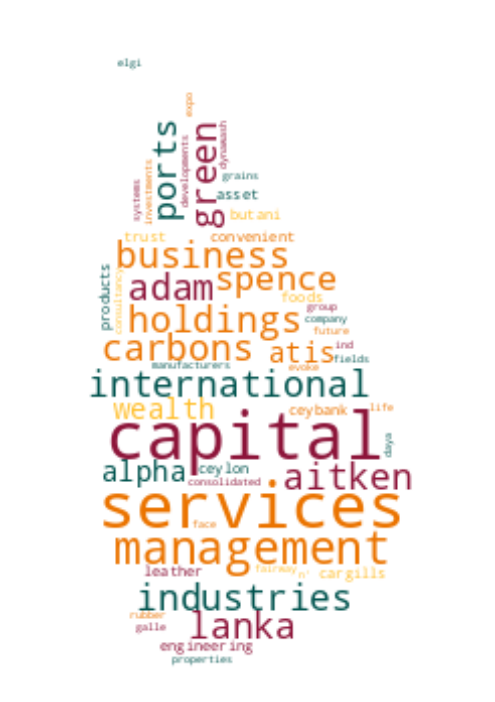 elgi
expo
ports
green
dynawash
developments
investments
systems
grains
asset
butani
trust
convenient
business
products
consultancy
adam
spence
foods
holdings
group
company
future
carbons
atis
ind
fields
manufacturers
evoke
international
wealth
ceybank
life
capital
daya
alpha
ceylon
aitken
consolidated
services
face
management
leather
fairway
n'
cargills
industries
rubber
galle
lanka
engineering
properties